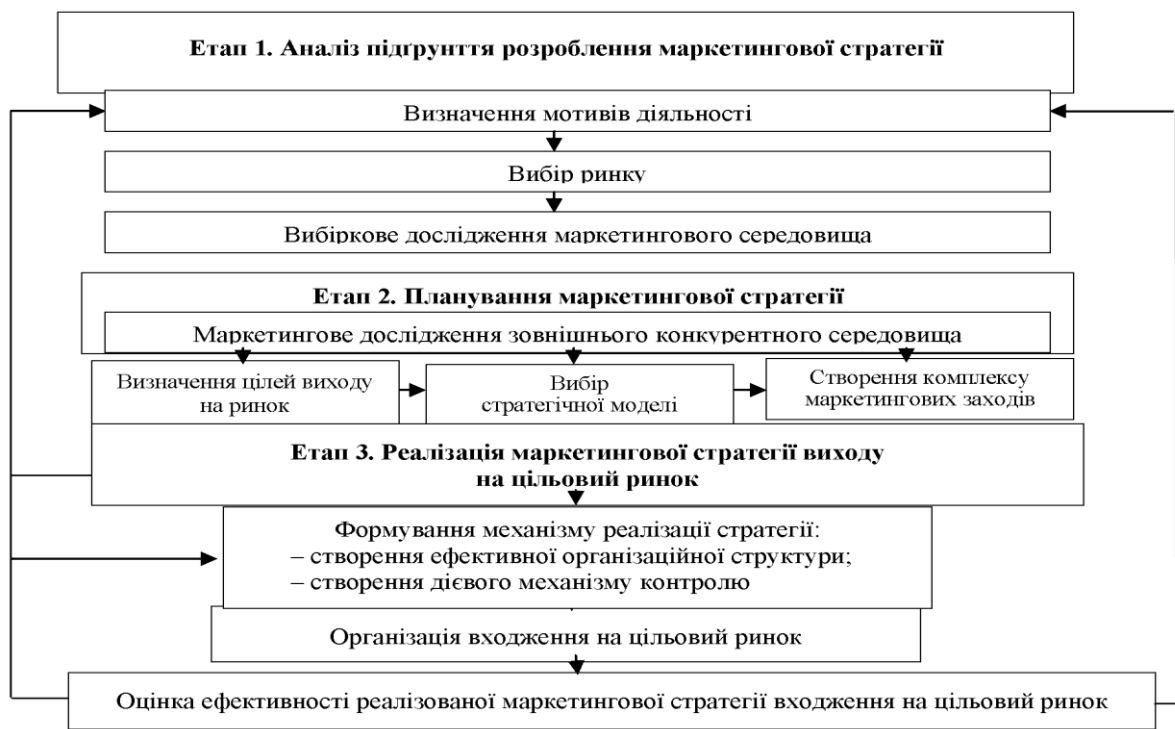 Етап 1. Аналіз підґрунття розроблення маркетингової стратегії
Визначення мотивів діяльності
Вибір ринку
Вибіркове дослідження маркетингового середовища
Етап 2. Планування маркетингової стратегії
Маркетингове дослідження зовнішнього конкурентного середовища
Визначення цілей виходу
на ринок
Вибір
стратегічної моделі
Створення комплексу
маркетингових заходів
Етап 3. Реалізація маркетингової стратегії виходу
на цільовий ринок
Формування механізму реалізації стратегії:
– створення ефективної організаційної структури;
– створення дієвого механізму контролю
Організація входження на цільовий ринок
Оцінка ефективності реалізованої маркетингової стратегії входження на цільовий ринок